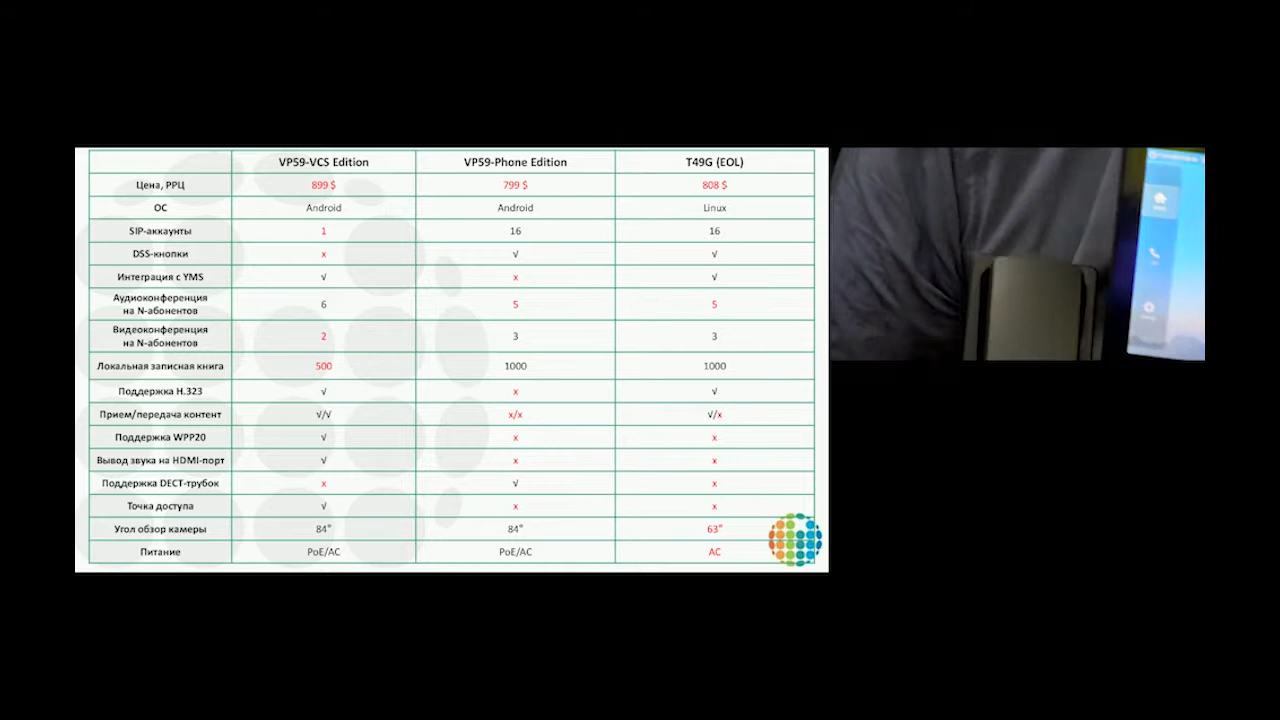 VP59-VCS Edition VP59-Phone Edition T49G (EOL)
Цена, РРЦ 899 $ 799 $ 808 $
ОС Android Android Linux
SIP-аккаунты 1 16 16
DSS-кнопки x √ √
Интеграция с YMS √ x √
Аудиоконференция
на N-абонентов 6 5 5
Видеоконференция
на N-абонентов 2 3 3
Локальная записная книга 500 1000 1000
Поддержка H.323 √ x √
Прием/передача контент √/√ x/x √/x
Поддержка WPP20 √ x x
Вывод звука на HDMI-порт √ x x
Поддержка DECT-трубок x √ x
Точка доступа √ x x
Угол обзор камеры 84° 84° 63°
Питание PoE/AC PoE/AC AC